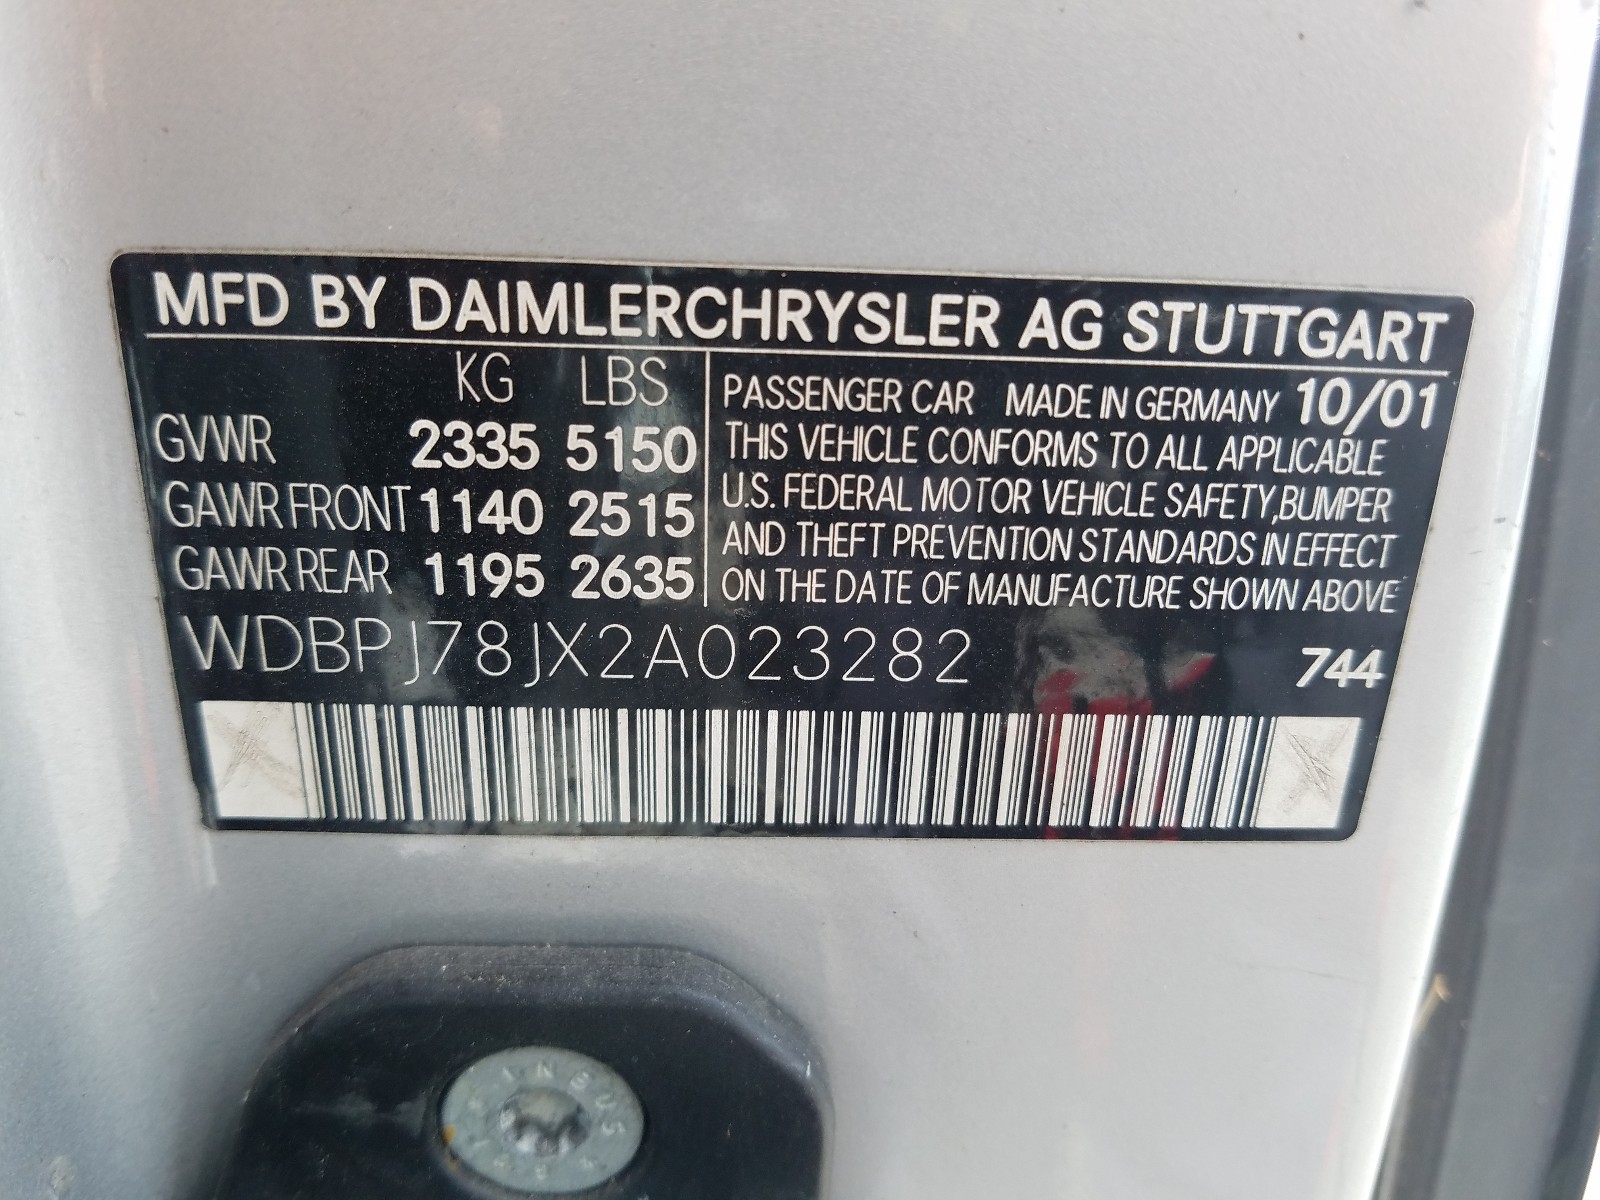 MFD BY DAIMLERCHRYSLER AG STUTTGART
KG LBS
GVWR 2335 5150
GAWR FRONT 1140 2515
GAWR REAR 1195 2635
PASSENGER CAR MADE IN GERMANY 10/01
THIS VEHICLE CONFORMS TO ALL APPLICABLE
U.S. FEDERAL MOTOR VEHICLE SAFETY, BUMPER
AND THEFT PREVENTION STANDARDS IN EFFECT
ON THE DATE OF MANUFACTURE SHOWN ABOVE
WDBPJ78JX2A023282 744
INBUS